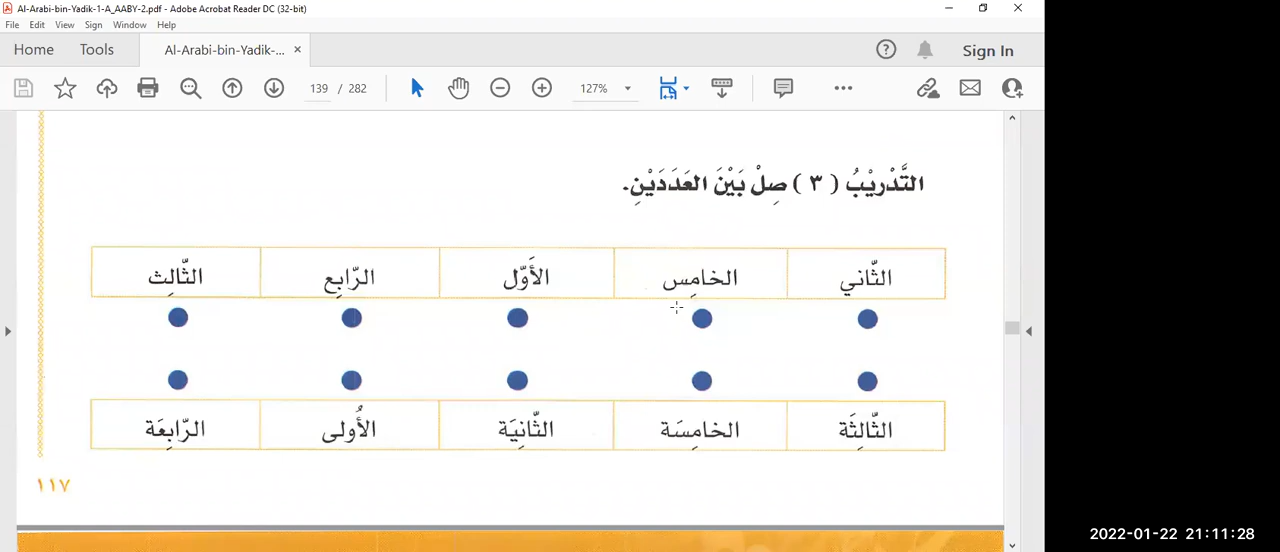 Al-Arabi-bin-Yadik-1-A_AABY-2.pdf - Adobe Acrobat Reader DC (32-bit)
File Edit View Sign Window Help
Home Tools Al-Arabi-bin-Yadik-... × Sign In
139 / 282 127%
التَّدْرِيْبُ ( ٣ ) صِلْ بَيْنَ العَدَدَيْنِ.
الثّاني الخامِس الأَوّل الرّابِع الثّالِث
الثّالِثَة الخامِسَة الثّانِيَة الأُولى الرّابِعَة
١١٧
2022-01-22 21:11:28